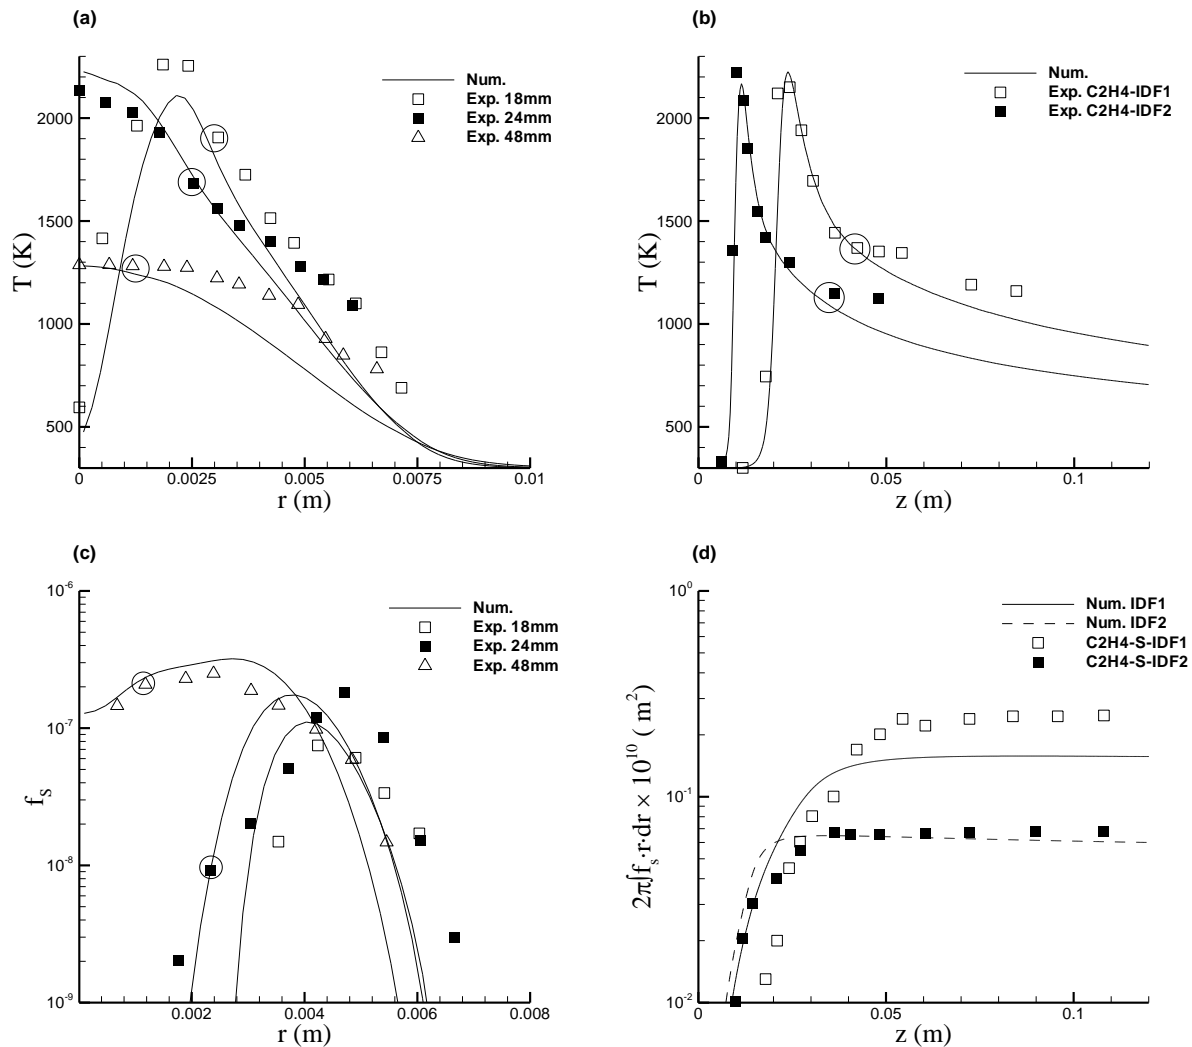 (a)
T (K)
2000
1500
1000
500
0
0.0025
0.005
0.0075
0.01
r (m)
Num.
Exp. 18mm
Exp. 24mm
Exp. 48mm
(b)
T (K)
2000
1500
1000
500
0
0.05
0.1
z (m)
Num.
Exp. C2H4-IDF1
Exp. C2H4-IDF2
(c)
f_s
10^-6
10^-7
10^-8
10^-9
0
0.002
0.004
0.006
0.008
r (m)
Num.
Exp. 18mm
Exp. 24mm
Exp. 48mm
(d)
2π∫f_s·r·dr × 10^10 ( m^2)
10^0
10^-1
10^-2
0
0.05
0.1
z (m)
Num. IDF1
Num. IDF2
C2H4-S-IDF1
C2H4-S-IDF2